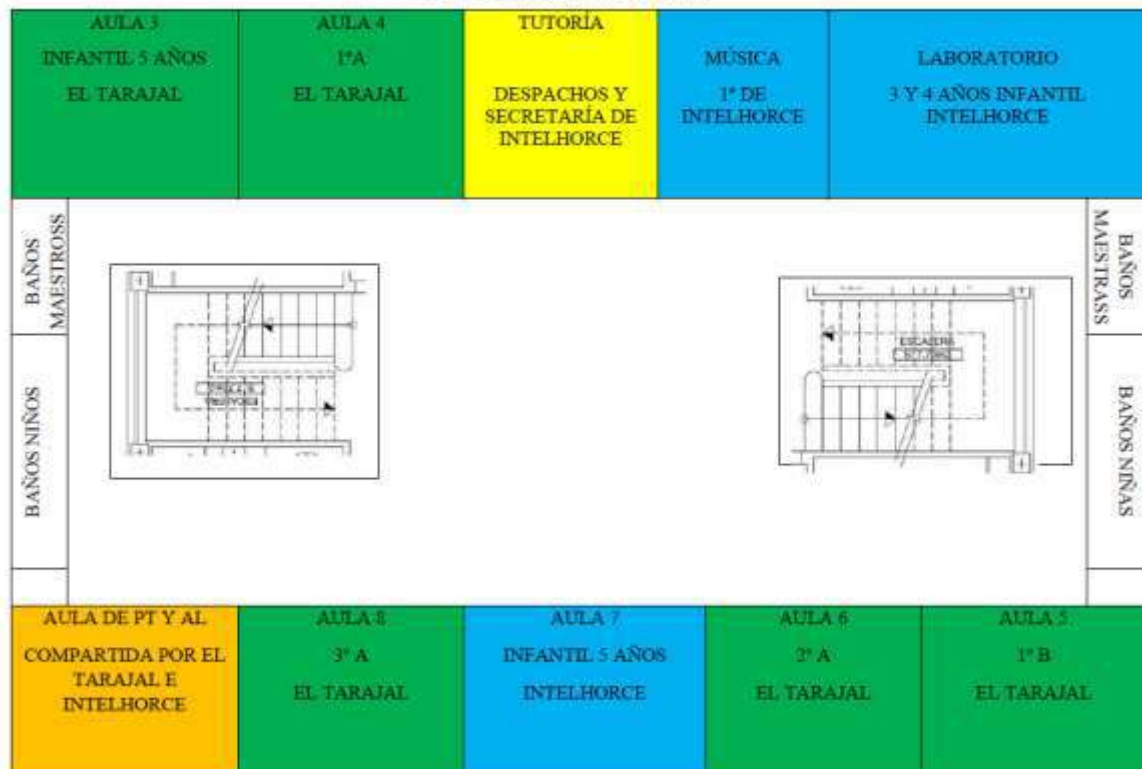 AULA 3
INFANTIL 5 AÑOS
EL TARAJAL
AULA 4
1ºA
EL TARAJAL
TUTORÍA
DESPACHOS Y
SECRETARÍA DE
INTELHORCE
MÚSICA
1º DE
INTELHORCE
LABORATORIO
3 Y 4 AÑOS INFANTIL
INTELHORCE
BAÑOS
MAESTROSS
BAÑOS NIÑOS
ESCALERA
BAÑOS
MAESTRASS
BAÑOS NIÑAS
AULA DE PT Y AL
COMPARTIDA POR EL
TARAJAL E
INTELHORCE
AULA 8
3º A
EL TARAJAL
AULA 7
INFANTIL 5 AÑOS
INTELHORCE
AULA 6
2º A
EL TARAJAL
AULA 5
1º B
EL TARAJAL